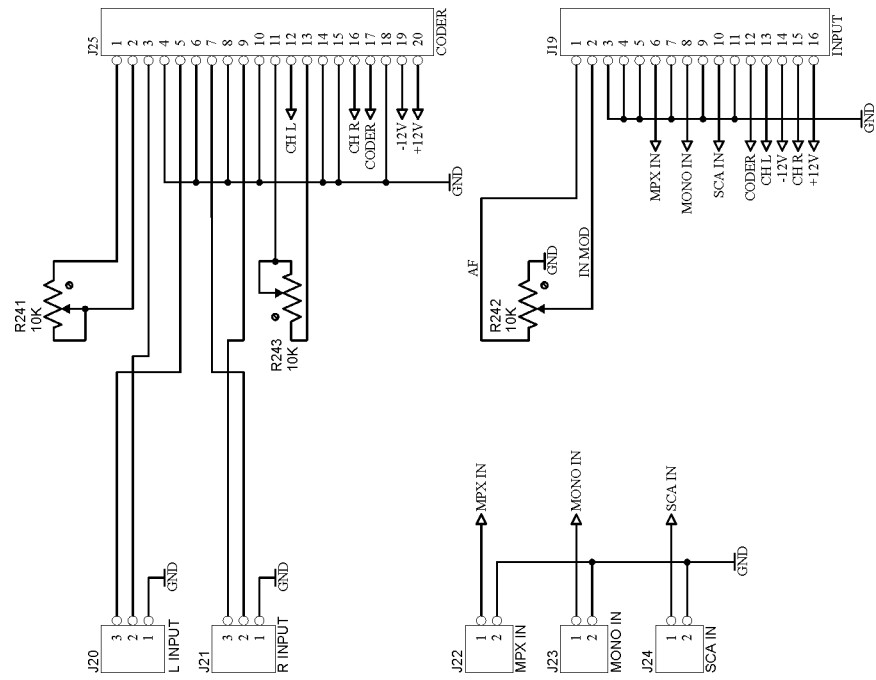 J25
1 2 3 4 5 6 7 8 9 10 11 12 13 14 15 16 17 18 19 20
CODER
CH L
CH R
CODER
-12V
+12V
GND
R241
10K
R243
10K
J19
1 2 3 4 5 6 7 8 9 10 11 12 13 14 15 16
INPUT
GND
MPX IN
MONO IN
SCA IN
CODER
CH L
-12V
CH R
+12V
AF
IN MOD
GND
R242
10K
GND
GND
J20
3 2 1
L INPUT
J21
3 2 1
R INPUT
MPX IN
MONO IN
SCA IN
GND
J22
1 2
MPX IN
J23
1 2
MONO IN
J24
1 2
SCA IN